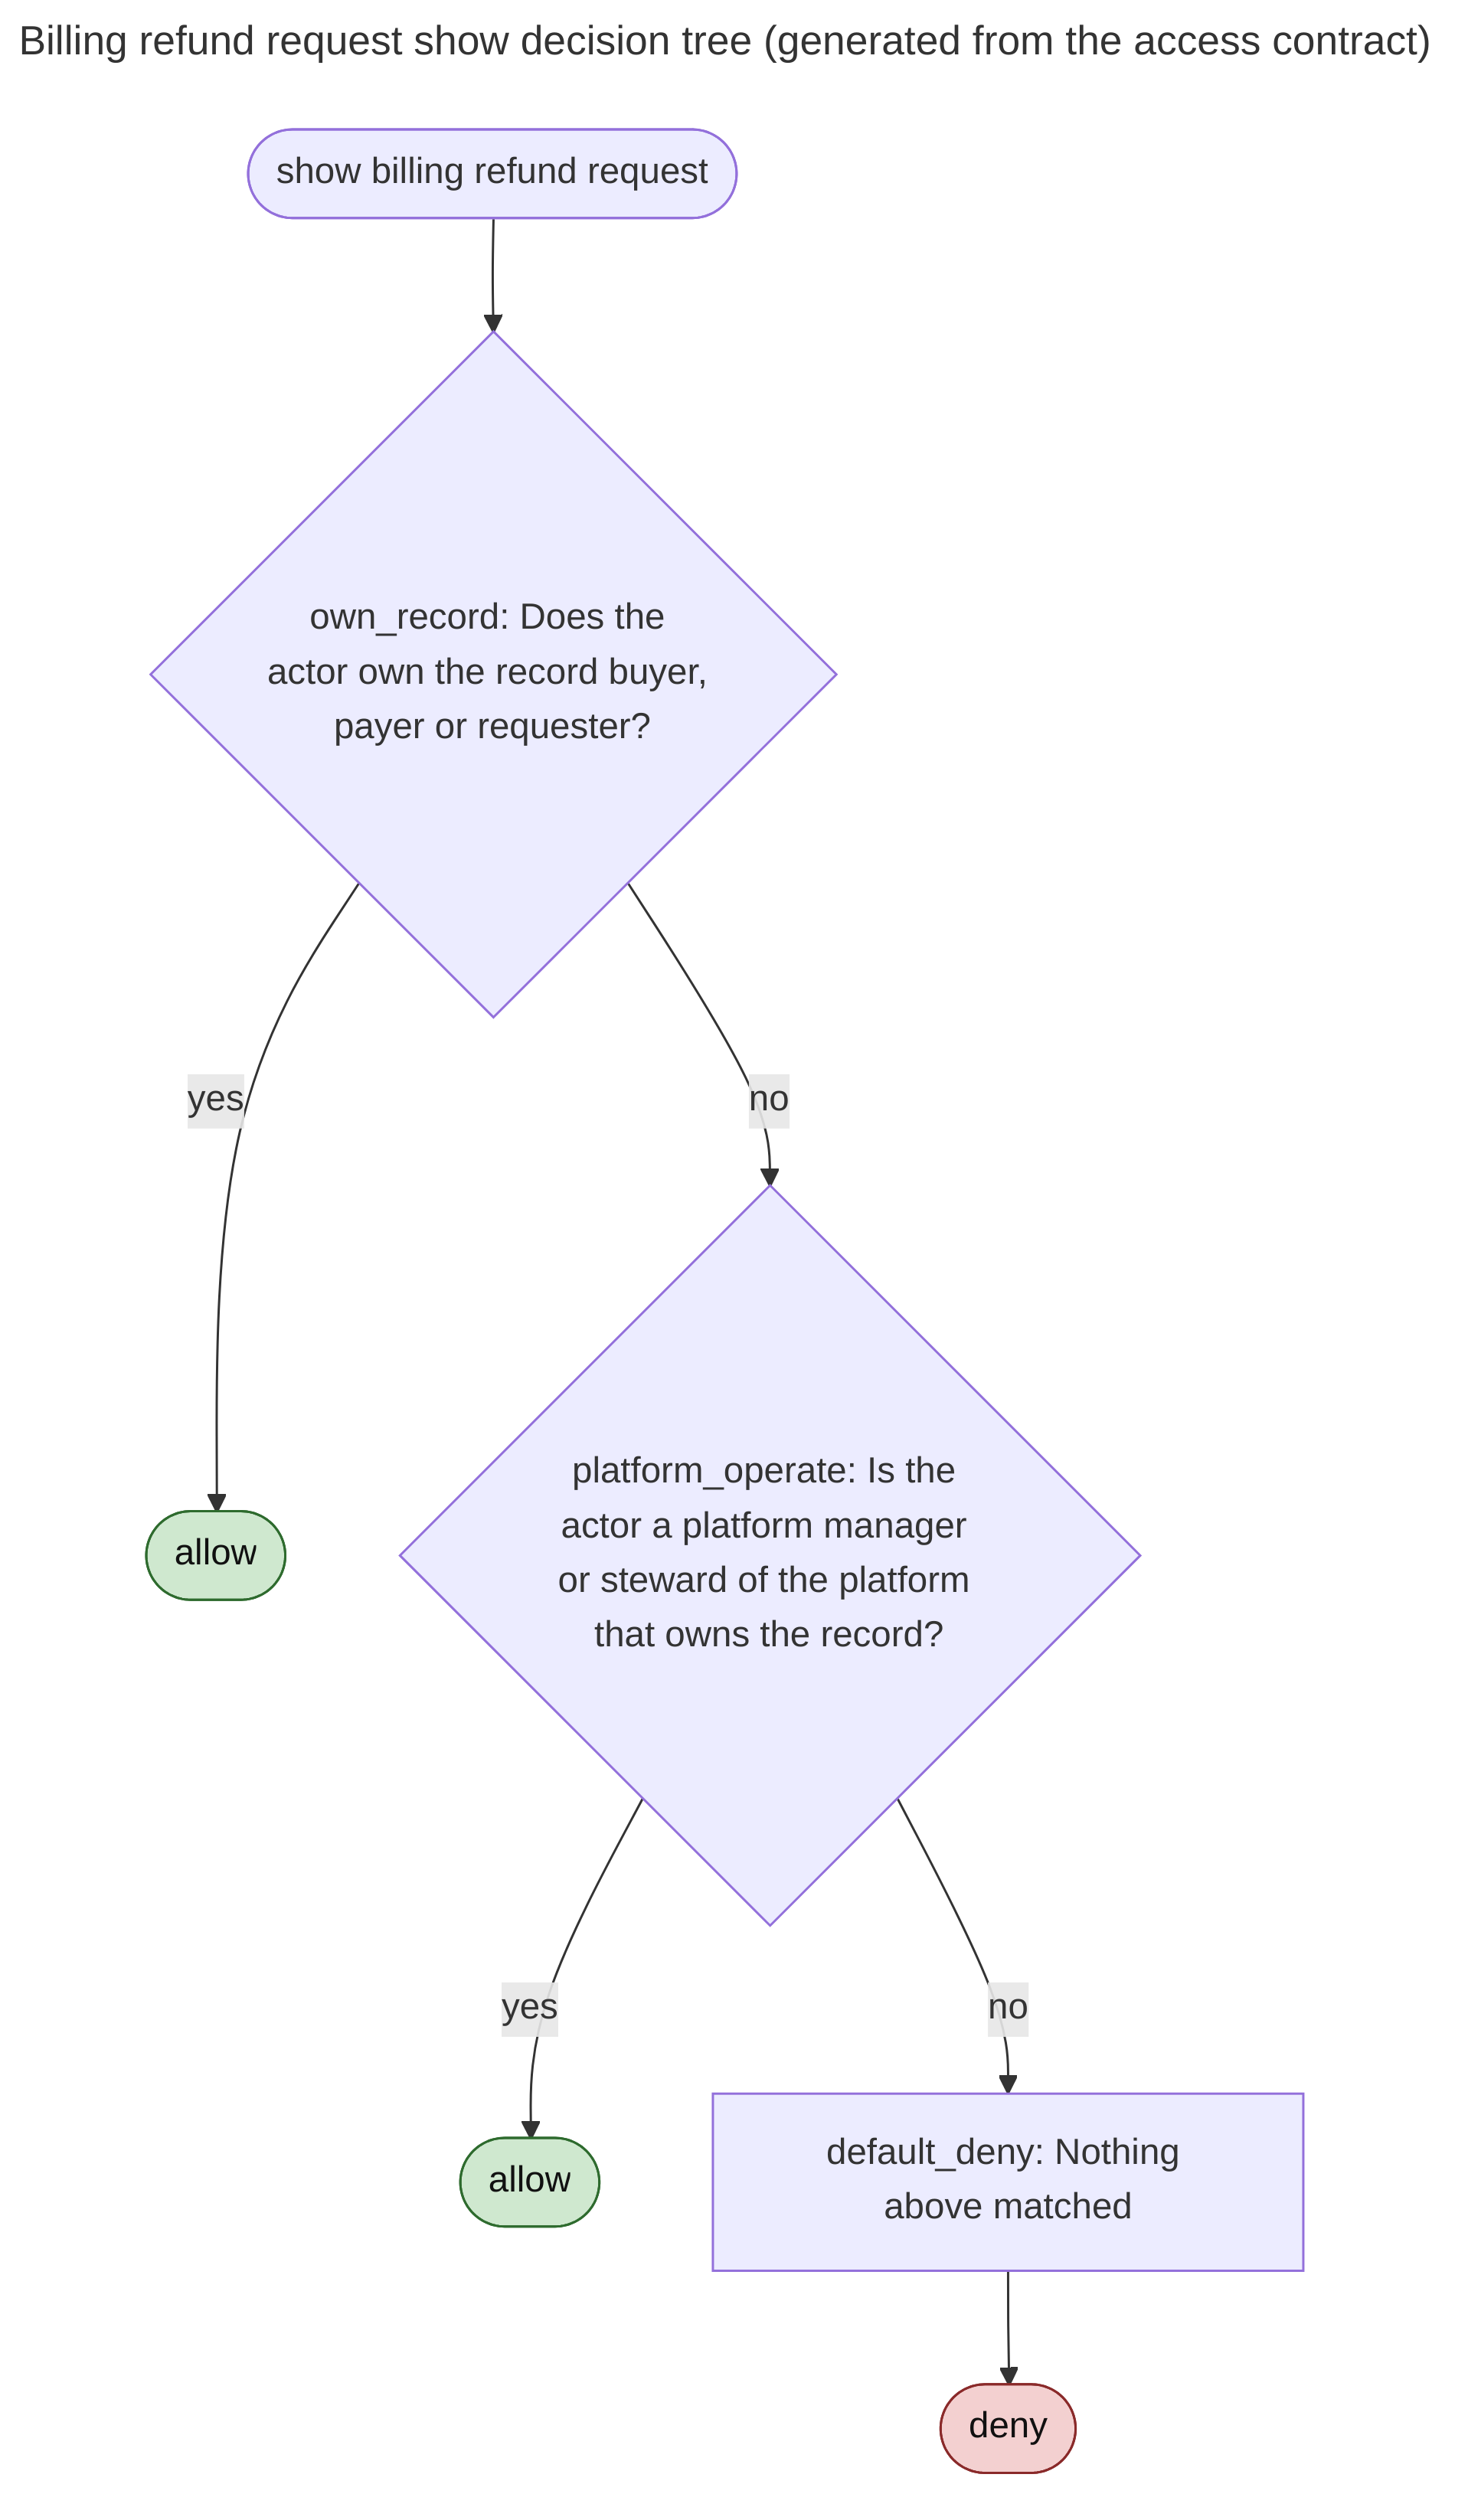 Billing refund request show decision tree (generated from the access contract)
show billing refund request
own_record: Does the
actor own the record buyer,
payer or requester?
yes
no
platform_operate: Is the
actor a platform manager
or steward of the platform
that owns the record?
allow
yes
no
default_deny: Nothing
above matched
allow
deny